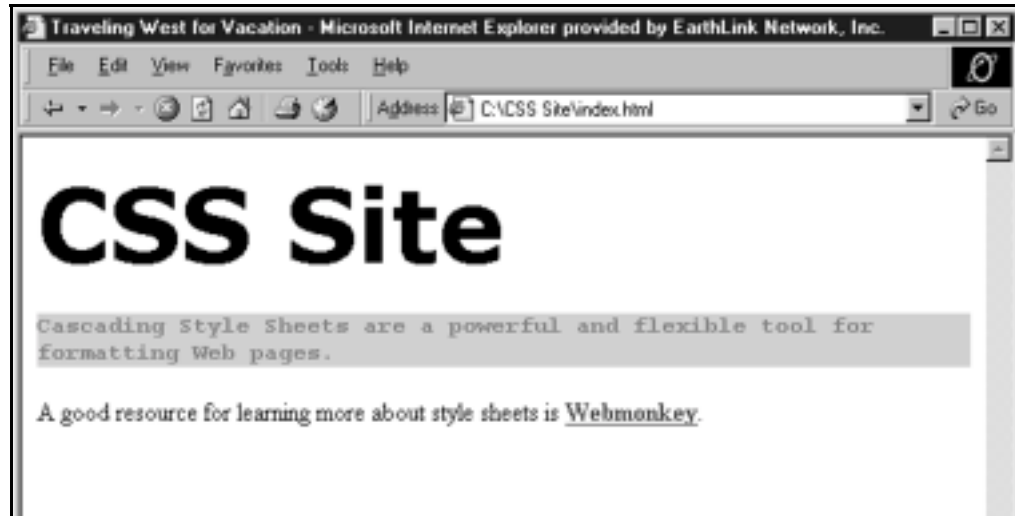 Traveling West for Vacation - Microsoft Internet Explorer provided by EarthLink Network, Inc.
File Edit View Favorites Tools Help
Address C:\CSS Site\index.html Go
CSS Site
Cascading Style Sheets are a powerful and flexible tool for
formatting Web pages.
A good resource for learning more about style sheets is Webmonkey.